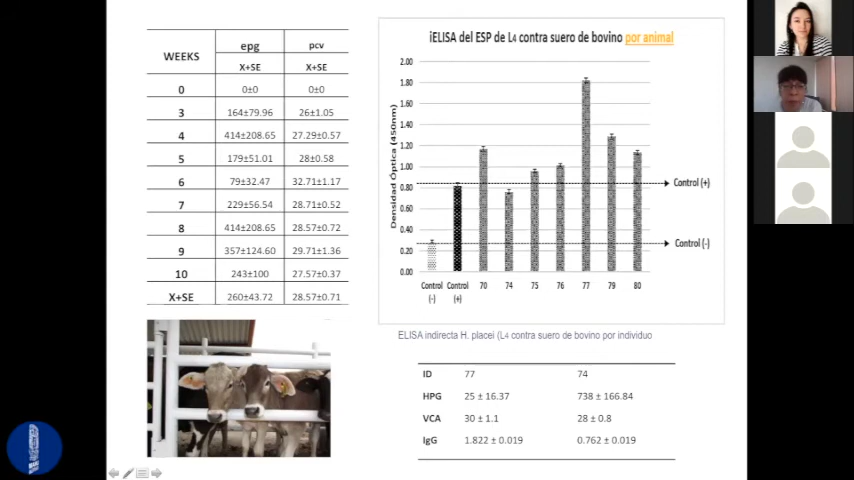 WEEKS epg pcv
X+SE X+SE
0 0±0 0±0
3 164±79.96 26±1.05
4 414±208.65 27.29±0.57
5 179±51.01 28±0.58
6 79±32.47 32.71±1.17
7 229±56.54 28.71±0.52
8 414±208.65 28.57±0.72
9 357±124.60 29.71±1.36
10 243±100 27.57±0.37
X+SE 260±43.72 28.57±0.71
iELISA del ESP de L4 contra suero de bovino por animal
Densidad Óptica (450nm)
2.00
1.80
1.60
1.40
1.20
1.00
0.80
0.60
0.40
0.20
0.00
Control (+)
Control (-)
Control (-) Control (+) 70 74 75 76 77 79 80
ELISA indirecta H. placei (L4 contra suero de bovino por individuo
ID 77 74
HPG 25 ± 16.37 738 ± 166.84
VCA 30 ± 1.1 28 ± 0.8
IgG 1.822 ± 0.019 0.762 ± 0.019